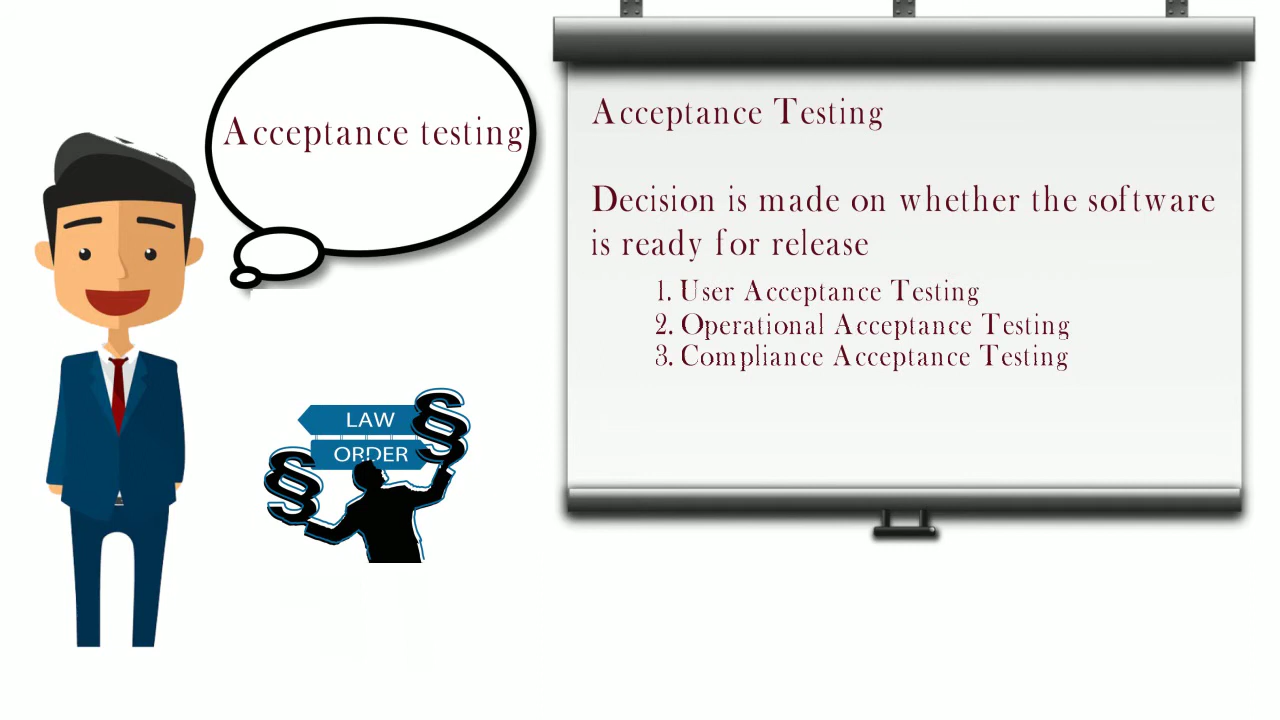 Acceptance testing
Acceptance Testing
Decision is made on whether the software
is ready for release
1. User Acceptance Testing
2. Operational Acceptance Testing
3. Compliance Acceptance Testing
LAW
ORDER
§
§